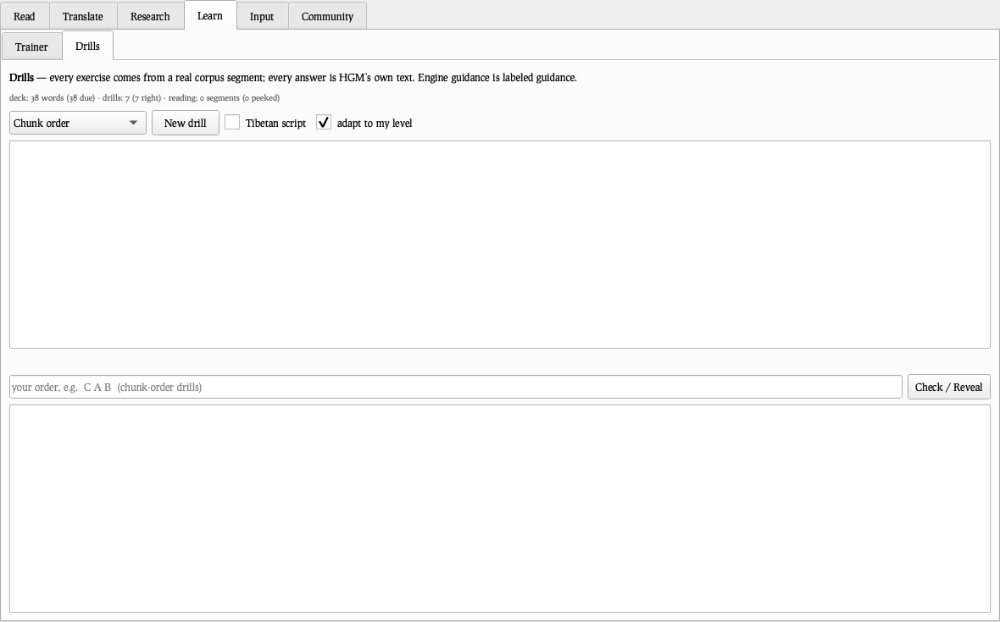 Read Translate Research Learn Input Community
Trainer Drills
Drills — every exercise comes from a real corpus segment; every answer is HGM's own text. Engine guidance is labeled guidance.
deck: 38 words (38 due) · drills: 7 (7 right) · reading: 0 segments (0 peeked)
Chunk order New drill Tibetan script adapt to my level
your order, e.g. C A B (chunk-order drills) Check / Reveal